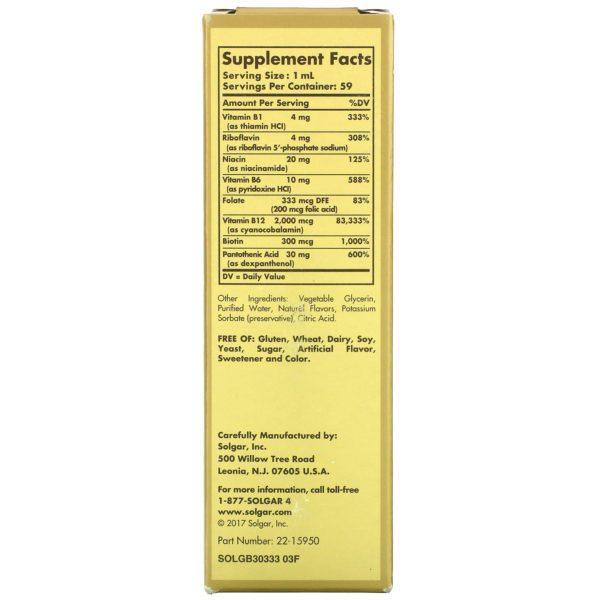 Supplement Facts
Serving Size: 1 mL
Servings Per Container: 59
Amount Per Serving %DV
Vitamin B1 4 mg 333%
(as thiamin HCl)
Riboflavin 4 mg 308%
(as riboflavin 5'-phosphate sodium)
Niacin 20 mg 125%
(as niacinamide)
Vitamin B6 10 mg 588%
(as pyridoxine HCl)
Folate 333 mcg DFE 83%
(200 mcg folic acid)
Vitamin B12 2,000 mcg 83,333%
(as cyanocobalamin)
Biotin 300 mcg 1,000%
Pantothenic Acid 30 mg 600%
(as dexpanthenol)
DV = Daily Value
Other Ingredients: Vegetable Glycerin,
Purified Water, Natural Flavors, Potassium
Sorbate (preservative), Citric Acid.
FREE OF: Gluten, Wheat, Dairy, Soy,
Yeast, Sugar, Artificial Flavor,
Sweetener and Color.
Carefully Manufactured by:
Solgar, Inc.
500 Willow Tree Road
Leonia, N.J. 07605 U.S.A.
For more information, call toll-free
1-877-SOLGAR 4
www.solgar.com
© 2017 Solgar, Inc.
Part Number: 22-15950
SOLGB30333 03F